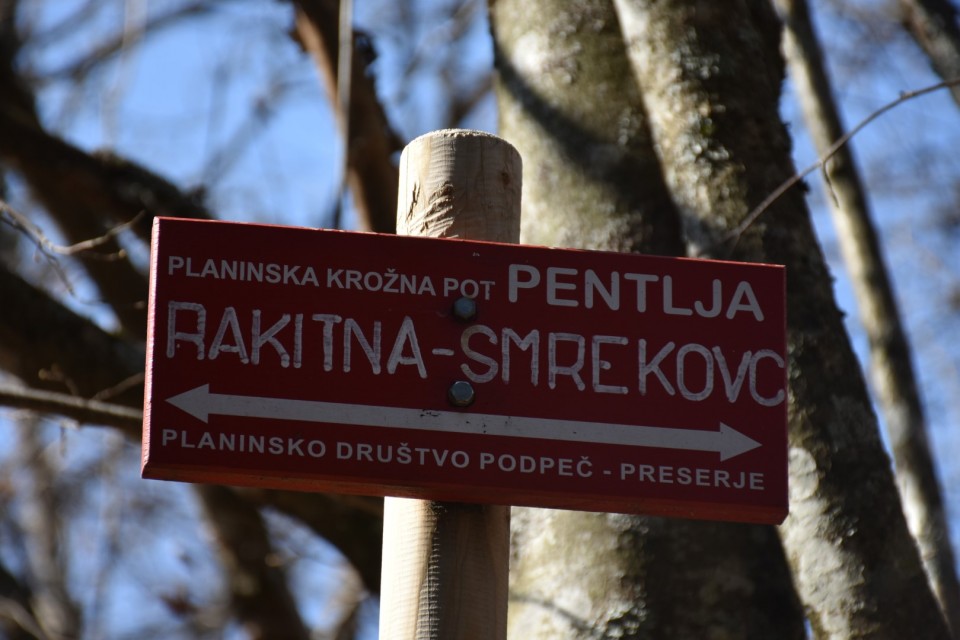 PLANINSKA KROŽNA POT PENTLJA
RAKITNA-SMREKOVC
PLANINSKO DRUŠTVO PODPEČ - PRESERJE